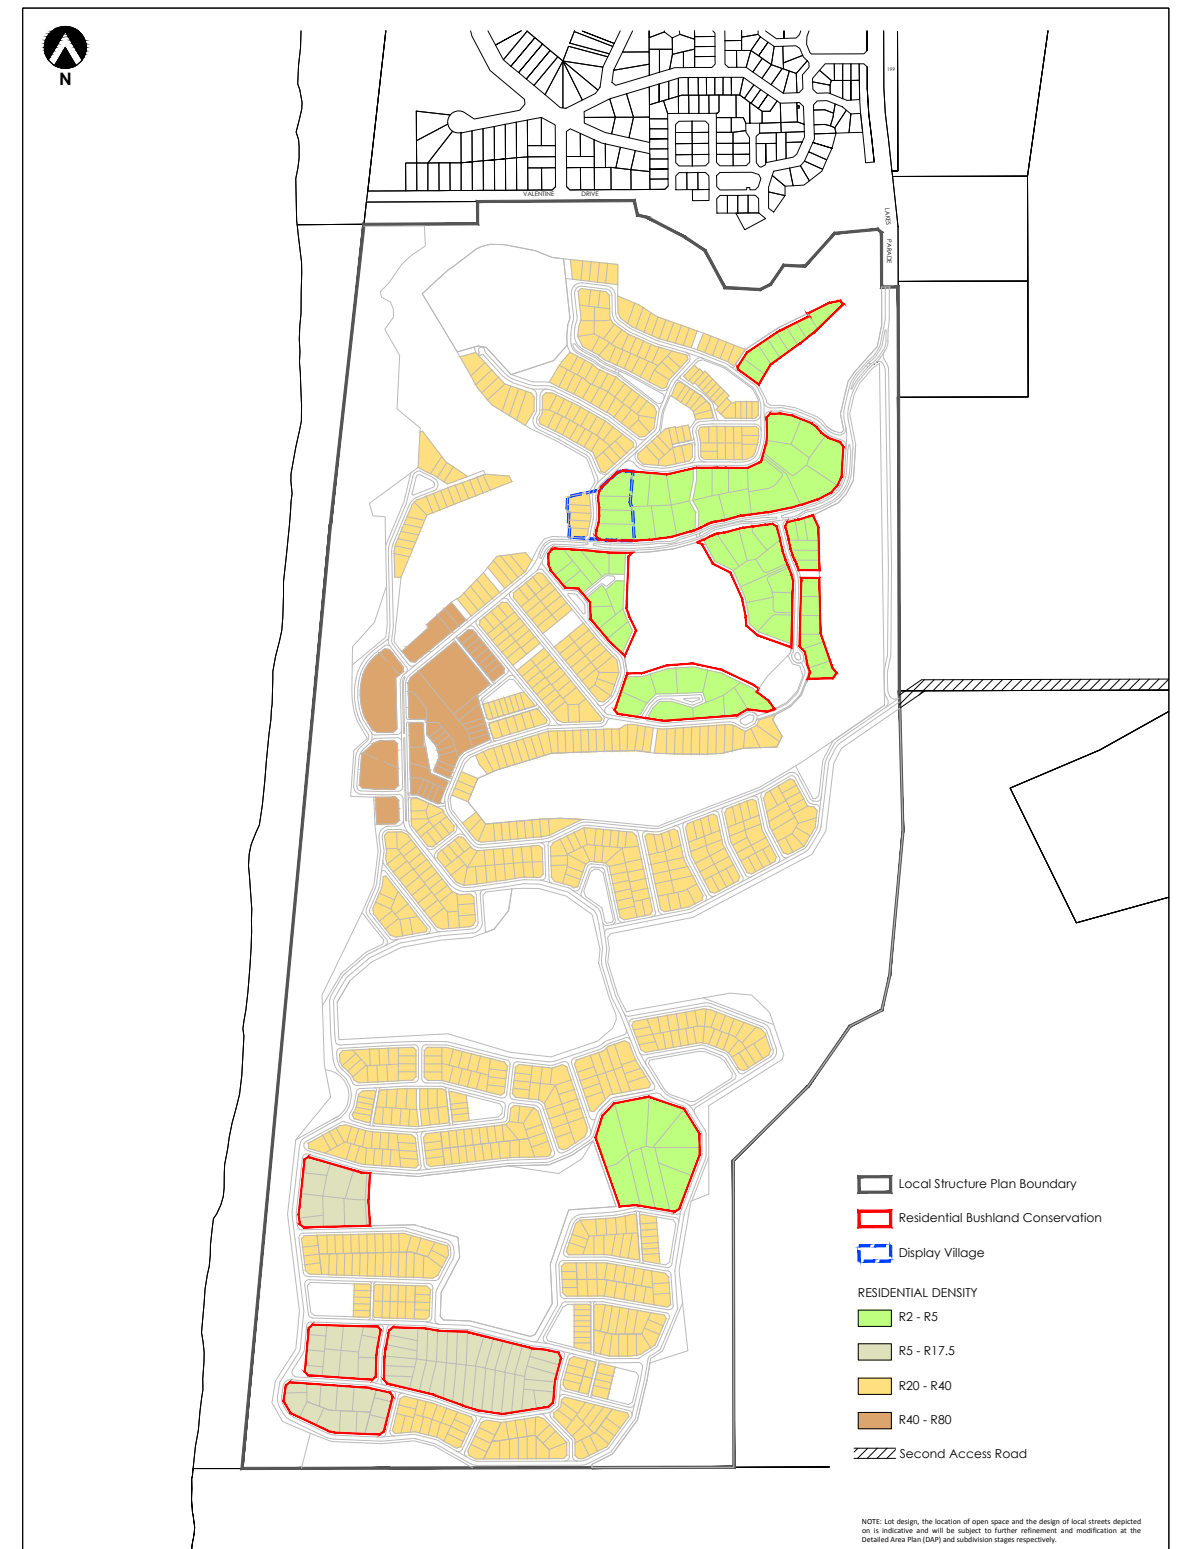 N
199
VALENTINE DRIVE
LAKES PARADE
Local Structure Plan Boundary
Residential Bushland Conservation
Display Village
RESIDENTIAL DENSITY
R2 - R5
R5 - R17.5
R20 - R40
R40 - R80
Second Access Road
NOTE: Lot design, the location of open space and the design of local streets depicted
on is indicative and will be subject to further refinement and modification at the
Detailed Area Plan (DAP) and subdivision stages respectively.